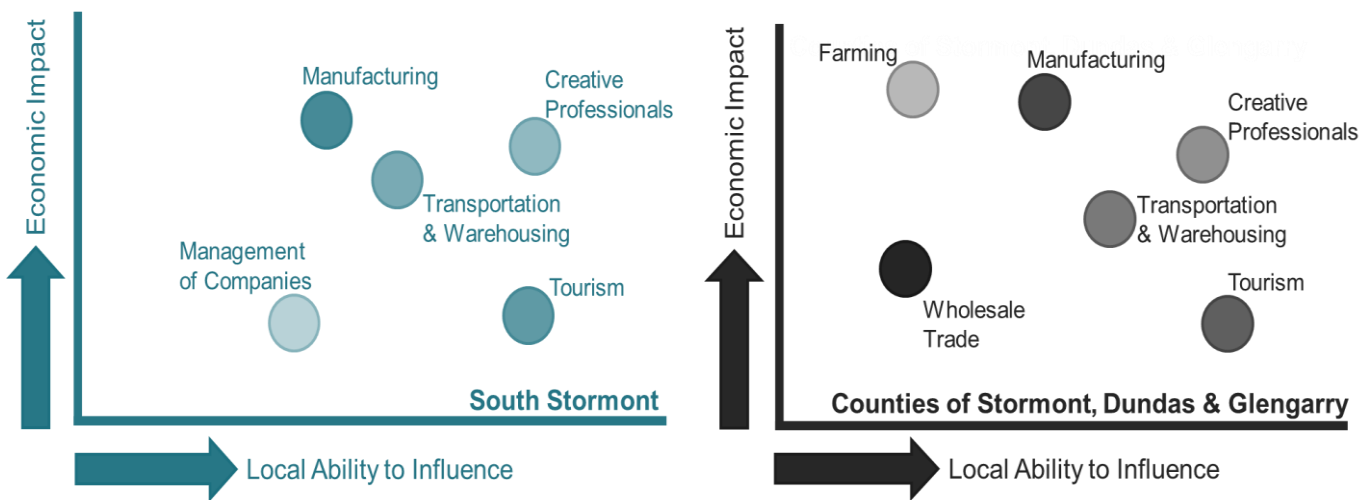 Economic Impact
Manufacturing
Creative
Professionals
Transportation
& Warehousing
Management
of Companies
Tourism
South Stormont
Local Ability to Influence
Economic Impact
Farming
Manufacturing
Creative
Professionals
Transportation
& Warehousing
Wholesale
Trade
Tourism
Counties of Stormont, Dundas & Glengarry
Local Ability to Influence